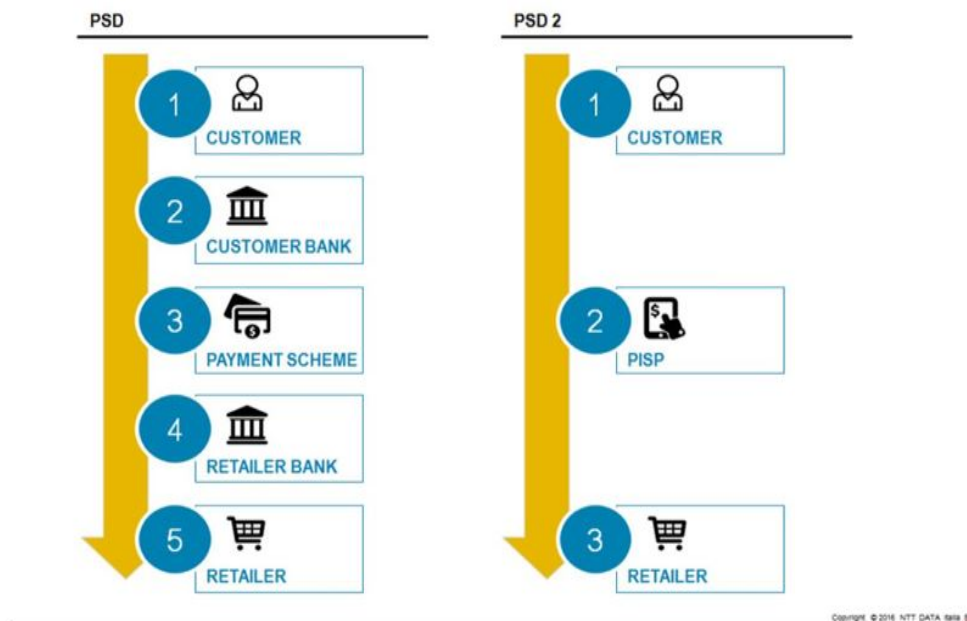 PSD
1
CUSTOMER
2
CUSTOMER BANK
3
$
PAYMENT SCHEME
4
RETAILER BANK
5
RETAILER
PSD 2
1
CUSTOMER
2
$
PISP
3
RETAILER
Copyright © 2016 NTT DATA Italia